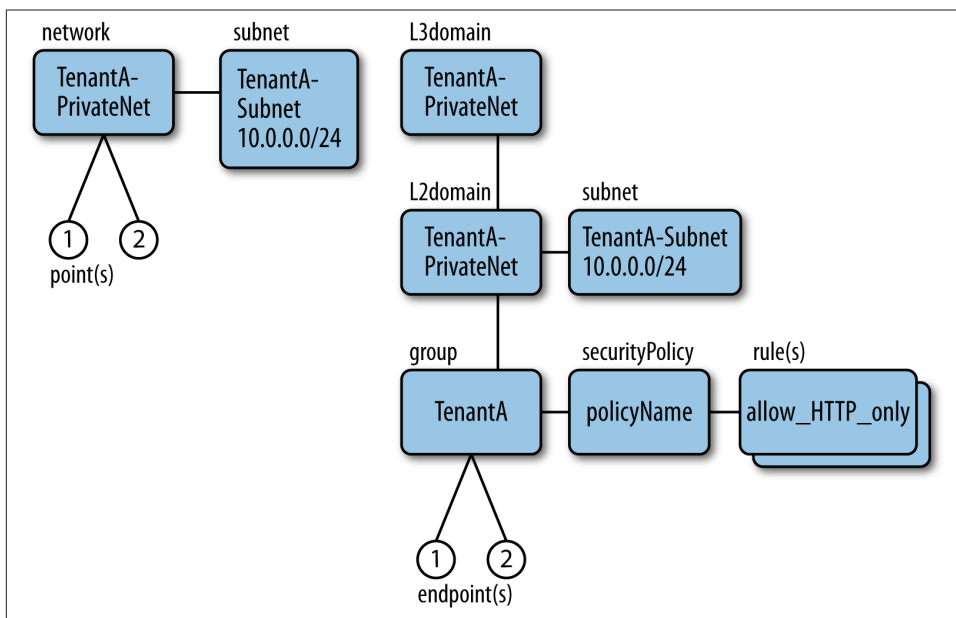 network
subnet
L3domain
TenantA-
PrivateNet
TenantA-
Subnet
10.0.0.0/24
TenantA-
PrivateNet
1
2
point(s)
L2domain
subnet
TenantA-
PrivateNet
TenantA-Subnet
10.0.0.0/24
group
securityPolicy
rule(s)
TenantA
policyName
allow_HTTP_only
1
2
endpoint(s)